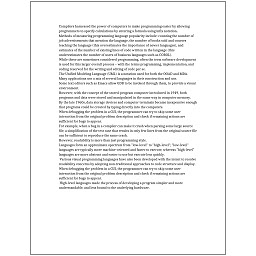 Compilers harnessed the power of computers to make programming easier by allowing
programmers to specify calculations by entering a formula using infix notation.
Methods of measuring programming language popularity include: counting the number of
job advertisements that mention the language, the number of books sold and courses
teaching the language (this overestimates the importance of newer languages), and
estimates of the number of existing lines of code written in the language (this
underestimates the number of users of business languages such as COBOL).
While these are sometimes considered programming, often the term software development
is used for this larger overall process – with the terms programming, implementation, and
coding reserved for the writing and editing of code per se.
The Unified Modeling Language (UML) is a notation used for both the OOAD and MDA.
Many applications use a mix of several languages in their construction and use.
Some text editors such as Emacs allow GDB to be invoked through them, to provide a visual
environment.
However, with the concept of the stored-program computer introduced in 1949, both
programs and data were stored and manipulated in the same way in computer memory.
By the late 1960s, data storage devices and computer terminals became inexpensive enough
that programs could be created by typing directly into the computers.
When debugging the problem in a GUI, the programmer can try to skip some user
interaction from the original problem description and check if remaining actions are
sufficient for bugs to appear.
For example, when a bug in a compiler can make it crash when parsing some large source
file, a simplification of the test case that results in only few lines from the original source file
can be sufficient to reproduce the same crash.
However, readability is more than just programming style.
Languages form an approximate spectrum from "low-level" to "high-level"; "low-level"
languages are typically more machine-oriented and faster to execute, whereas "high-level"
languages are more abstract and easier to use but execute less quickly.
Various visual programming languages have also been developed with the intent to resolve
readability concerns by adopting non-traditional approaches to code structure and display.
When debugging the problem in a GUI, the programmer can try to skip some user
interaction from the original problem description and check if remaining actions are
sufficient for bugs to appear.
High-level languages made the process of developing a program simpler and more
understandable, and less bound to the underlying hardware.